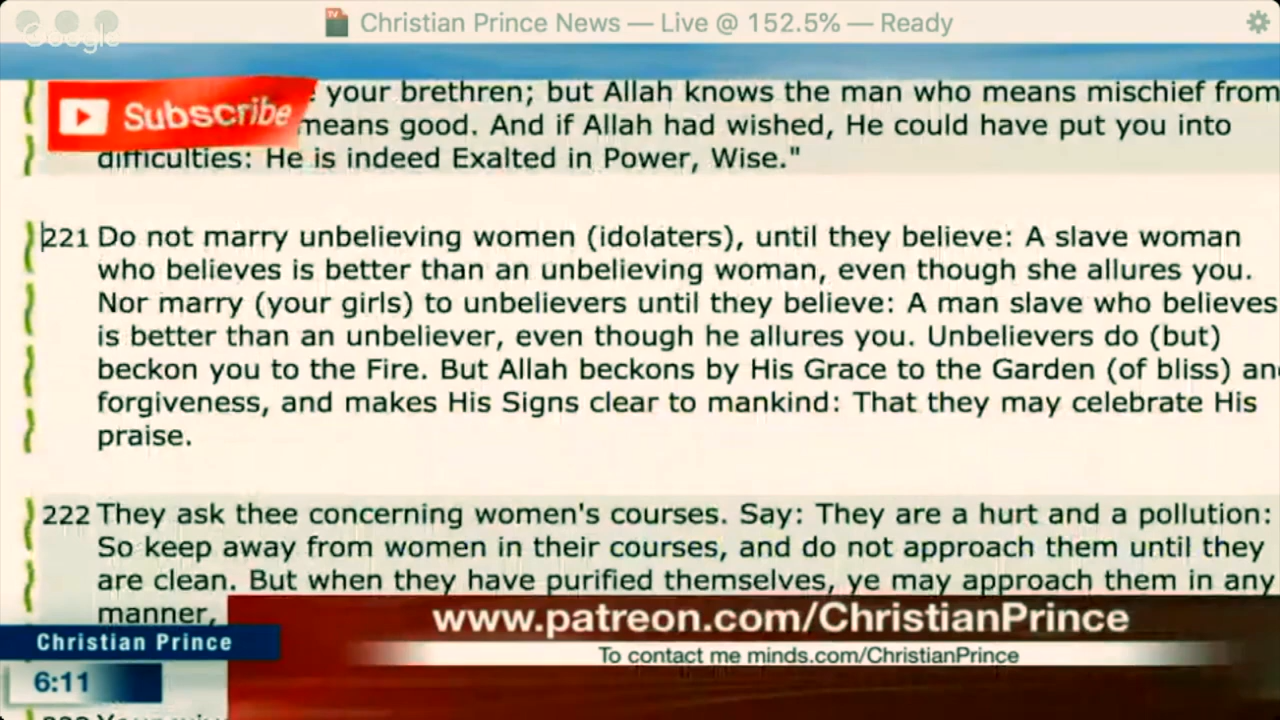 Christian Prince News — Live @ 152.5% — Ready
Google
Subscribe
your brethren; but Allah knows the man who means mischief from
means good. And if Allah had wished, He could have put you into
difficulties: He is indeed Exalted in Power, Wise."
221 Do not marry unbelieving women (idolaters), until they believe: A slave woman
who believes is better than an unbelieving woman, even though she allures you.
Nor marry (your girls) to unbelievers until they believe: A man slave who believes
is better than an unbeliever, even though he allures you. Unbelievers do (but)
beckon you to the Fire. But Allah beckons by His Grace to the Garden (of bliss) an
forgiveness, and makes His Signs clear to mankind: That they may celebrate His
praise.
222 They ask thee concerning women's courses. Say: They are a hurt and a pollution:
So keep away from women in their courses, and do not approach them until they
are clean. But when they have purified themselves, ye may approach them in any
manner,
www.patreon.com/ChristianPrince
Christian Prince
To contact me minds.com/ChristianPrince
6:11